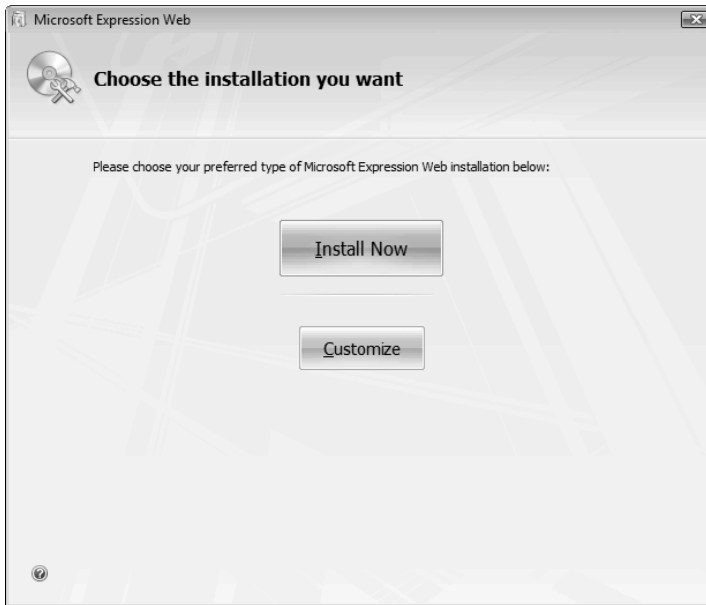 Microsoft Expression Web
Choose the installation you want
Please choose your preferred type of Microsoft Expression Web installation below:
Install Now
Customize